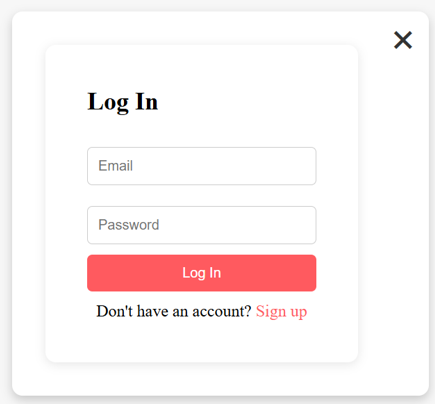 Log In
Email
Password
Log In
Don't have an account? Sign up